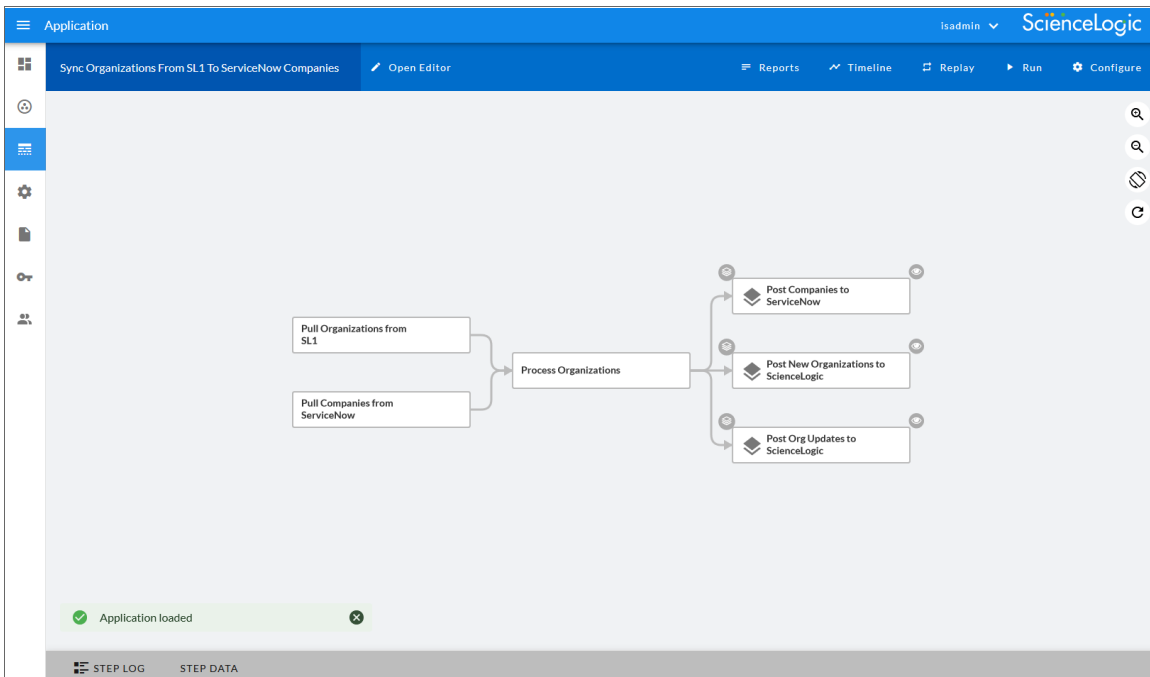 Application
isadmin
ScienceLogic
Sync Organizations From SL1 To ServiceNow Companies
Open Editor
Reports
Timeline
Replay
Run
Configure
Pull Organizations from
SL1
Pull Companies from
ServiceNow
Process Organizations
Post Companies to
ServiceNow
Post New Organizations to
ScienceLogic
Post Org Updates to
ScienceLogic
Application loaded
STEP LOG
STEP DATA